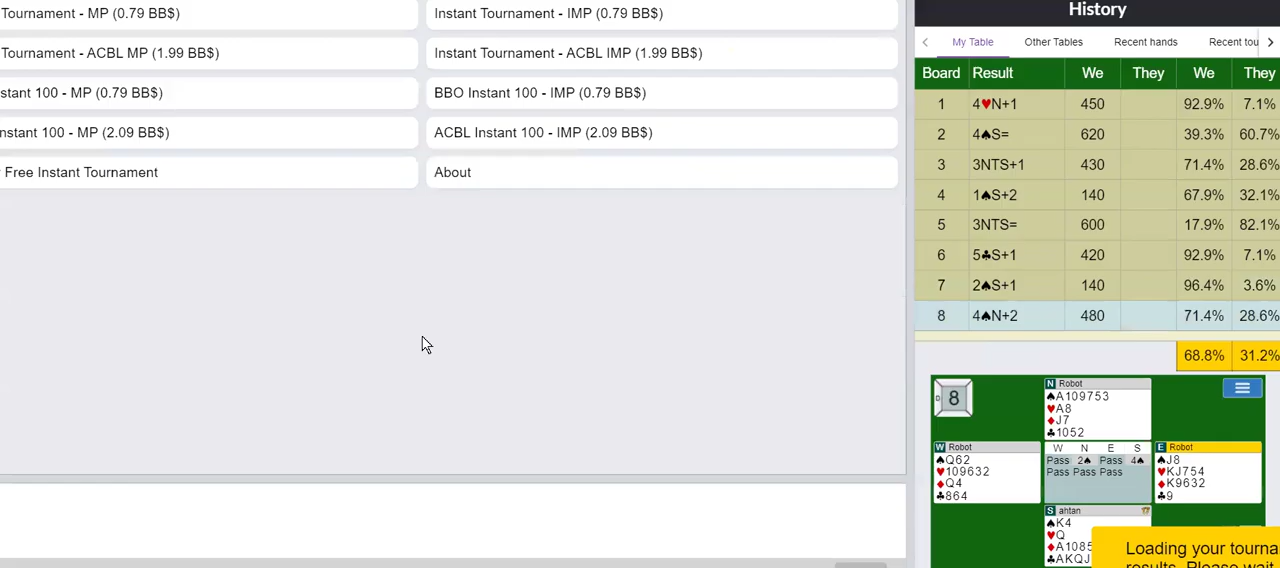 Tournament - MP (0.79 BB$)
Instant Tournament - IMP (0.79 BB$)
Tournament - ACBL MP (1.99 BB$)
Instant Tournament - ACBL IMP (1.99 BB$)
stant 100 - MP (0.79 BB$)
BBO Instant 100 - IMP (0.79 BB$)
nstant 100 - MP (2.09 BB$)
ACBL Instant 100 - IMP (2.09 BB$)
Free Instant Tournament
About
History
My Table Other Tables Recent hands Recent tou
Board Result We They We They
1 4♥N+1 450 92.9% 7.1%
2 4♠S= 620 39.3% 60.7%
3 3NTS+1 430 71.4% 28.6%
4 1♠S+2 140 67.9% 32.1%
5 3NTS= 600 17.9% 82.1%
6 5♣S+1 420 92.9% 7.1%
7 2♠S+1 140 96.4% 3.6%
8 4♠N+2 480 71.4% 28.6%
68.8% 31.2%
D 8
N Robot
♠A109753
♥A8
♦J7
♣1052
W Robot
♠Q62
♥109632
♦Q4
♣864
W N E S
Pass 2♠ Pass 4♠
Pass Pass Pass
E Robot
♠J8
♥KJ754
♦K9632
♣9
S ahtan
♠K4
♥Q
♦A1085
♣AKQJ
Loading your tourna
results. Please wait